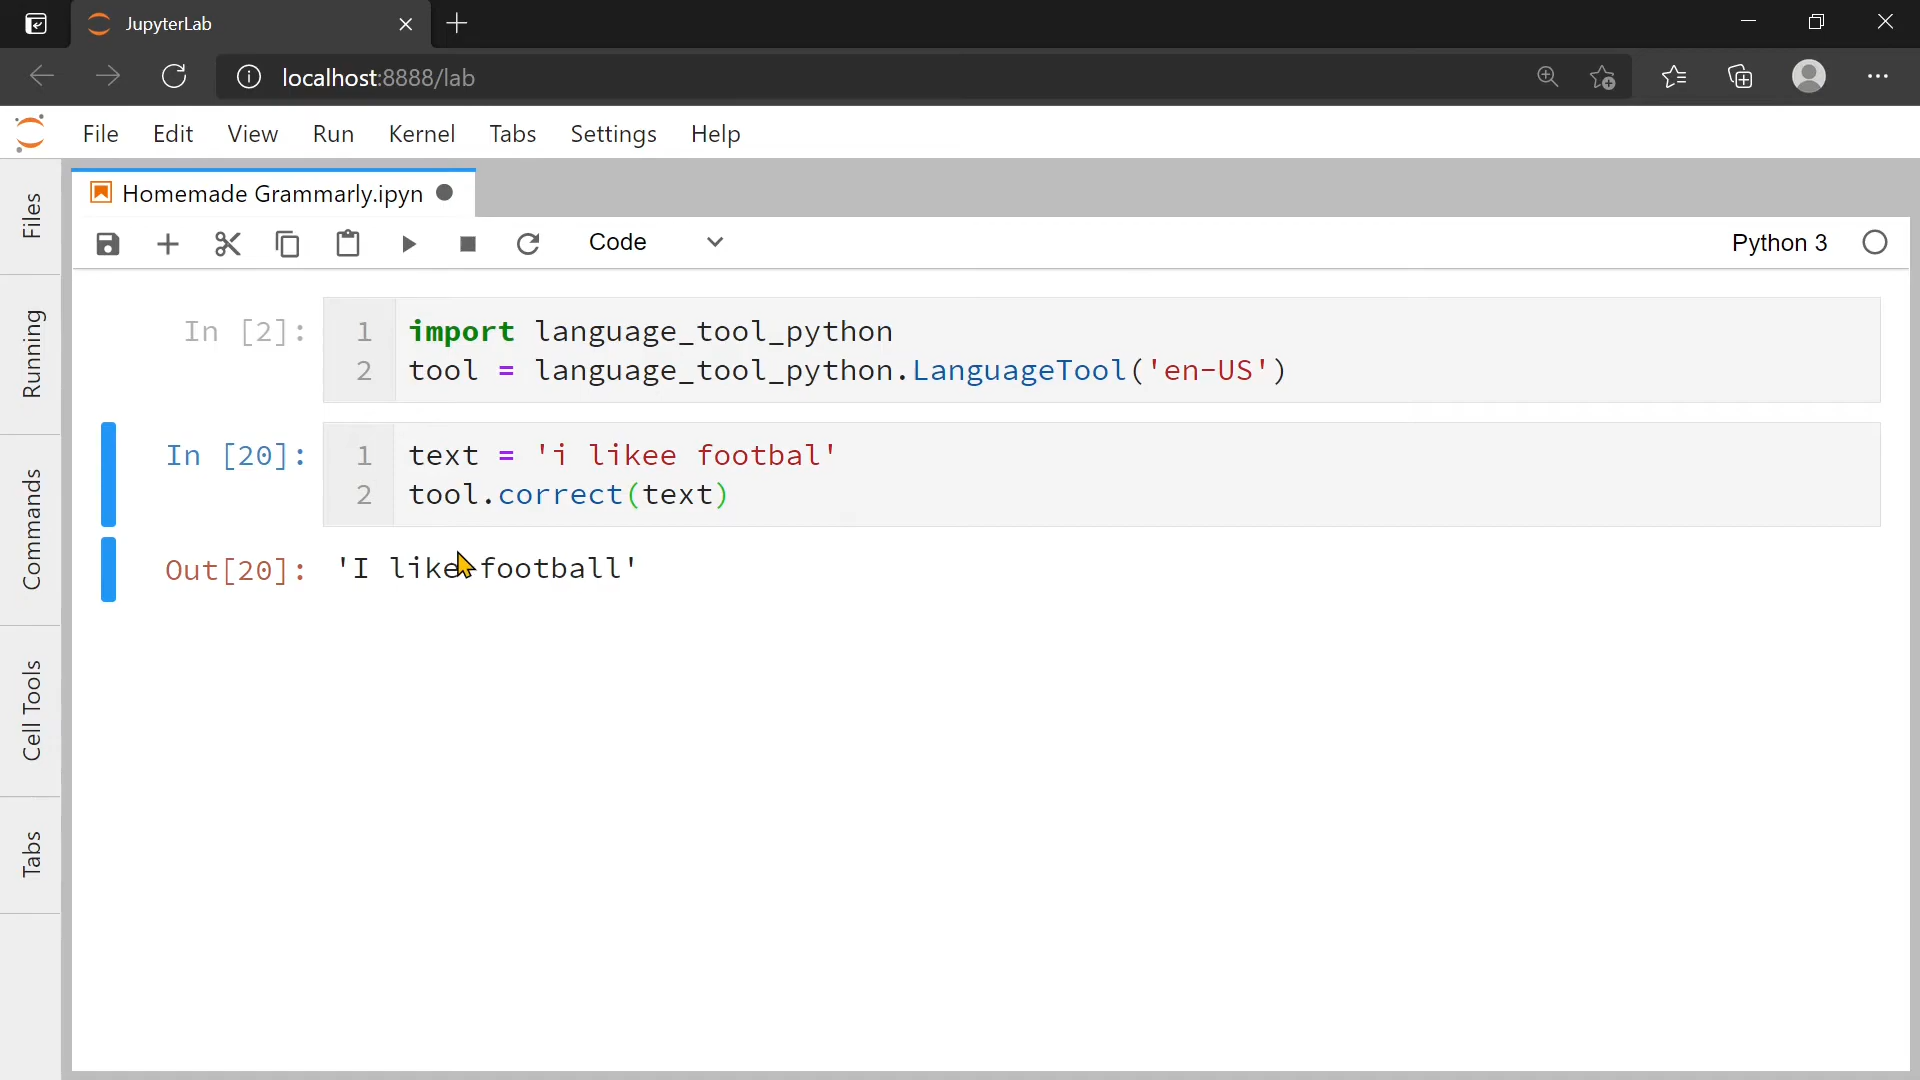 JupyterLab
localhost:8888/lab
File Edit View Run Kernel Tabs Settings Help
Homemade Grammarly.ipyn
Code
Python 3
Files
Running
Commands
Cell Tools
Tabs
In [2]:
1 import language_tool_python
2 tool = language_tool_python.LanguageTool('en-US')
In [20]:
1 text = 'i likee footbal'
2 tool.correct(text)
Out[20]: 'I like football'